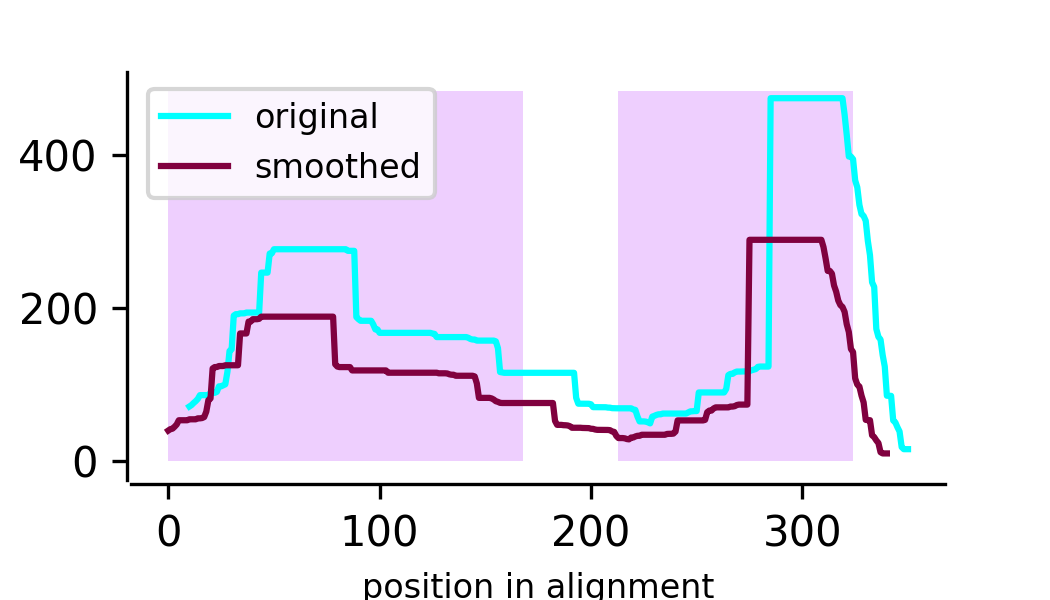 original
smoothed
400
200
0
0 100 200 300
position in alignment